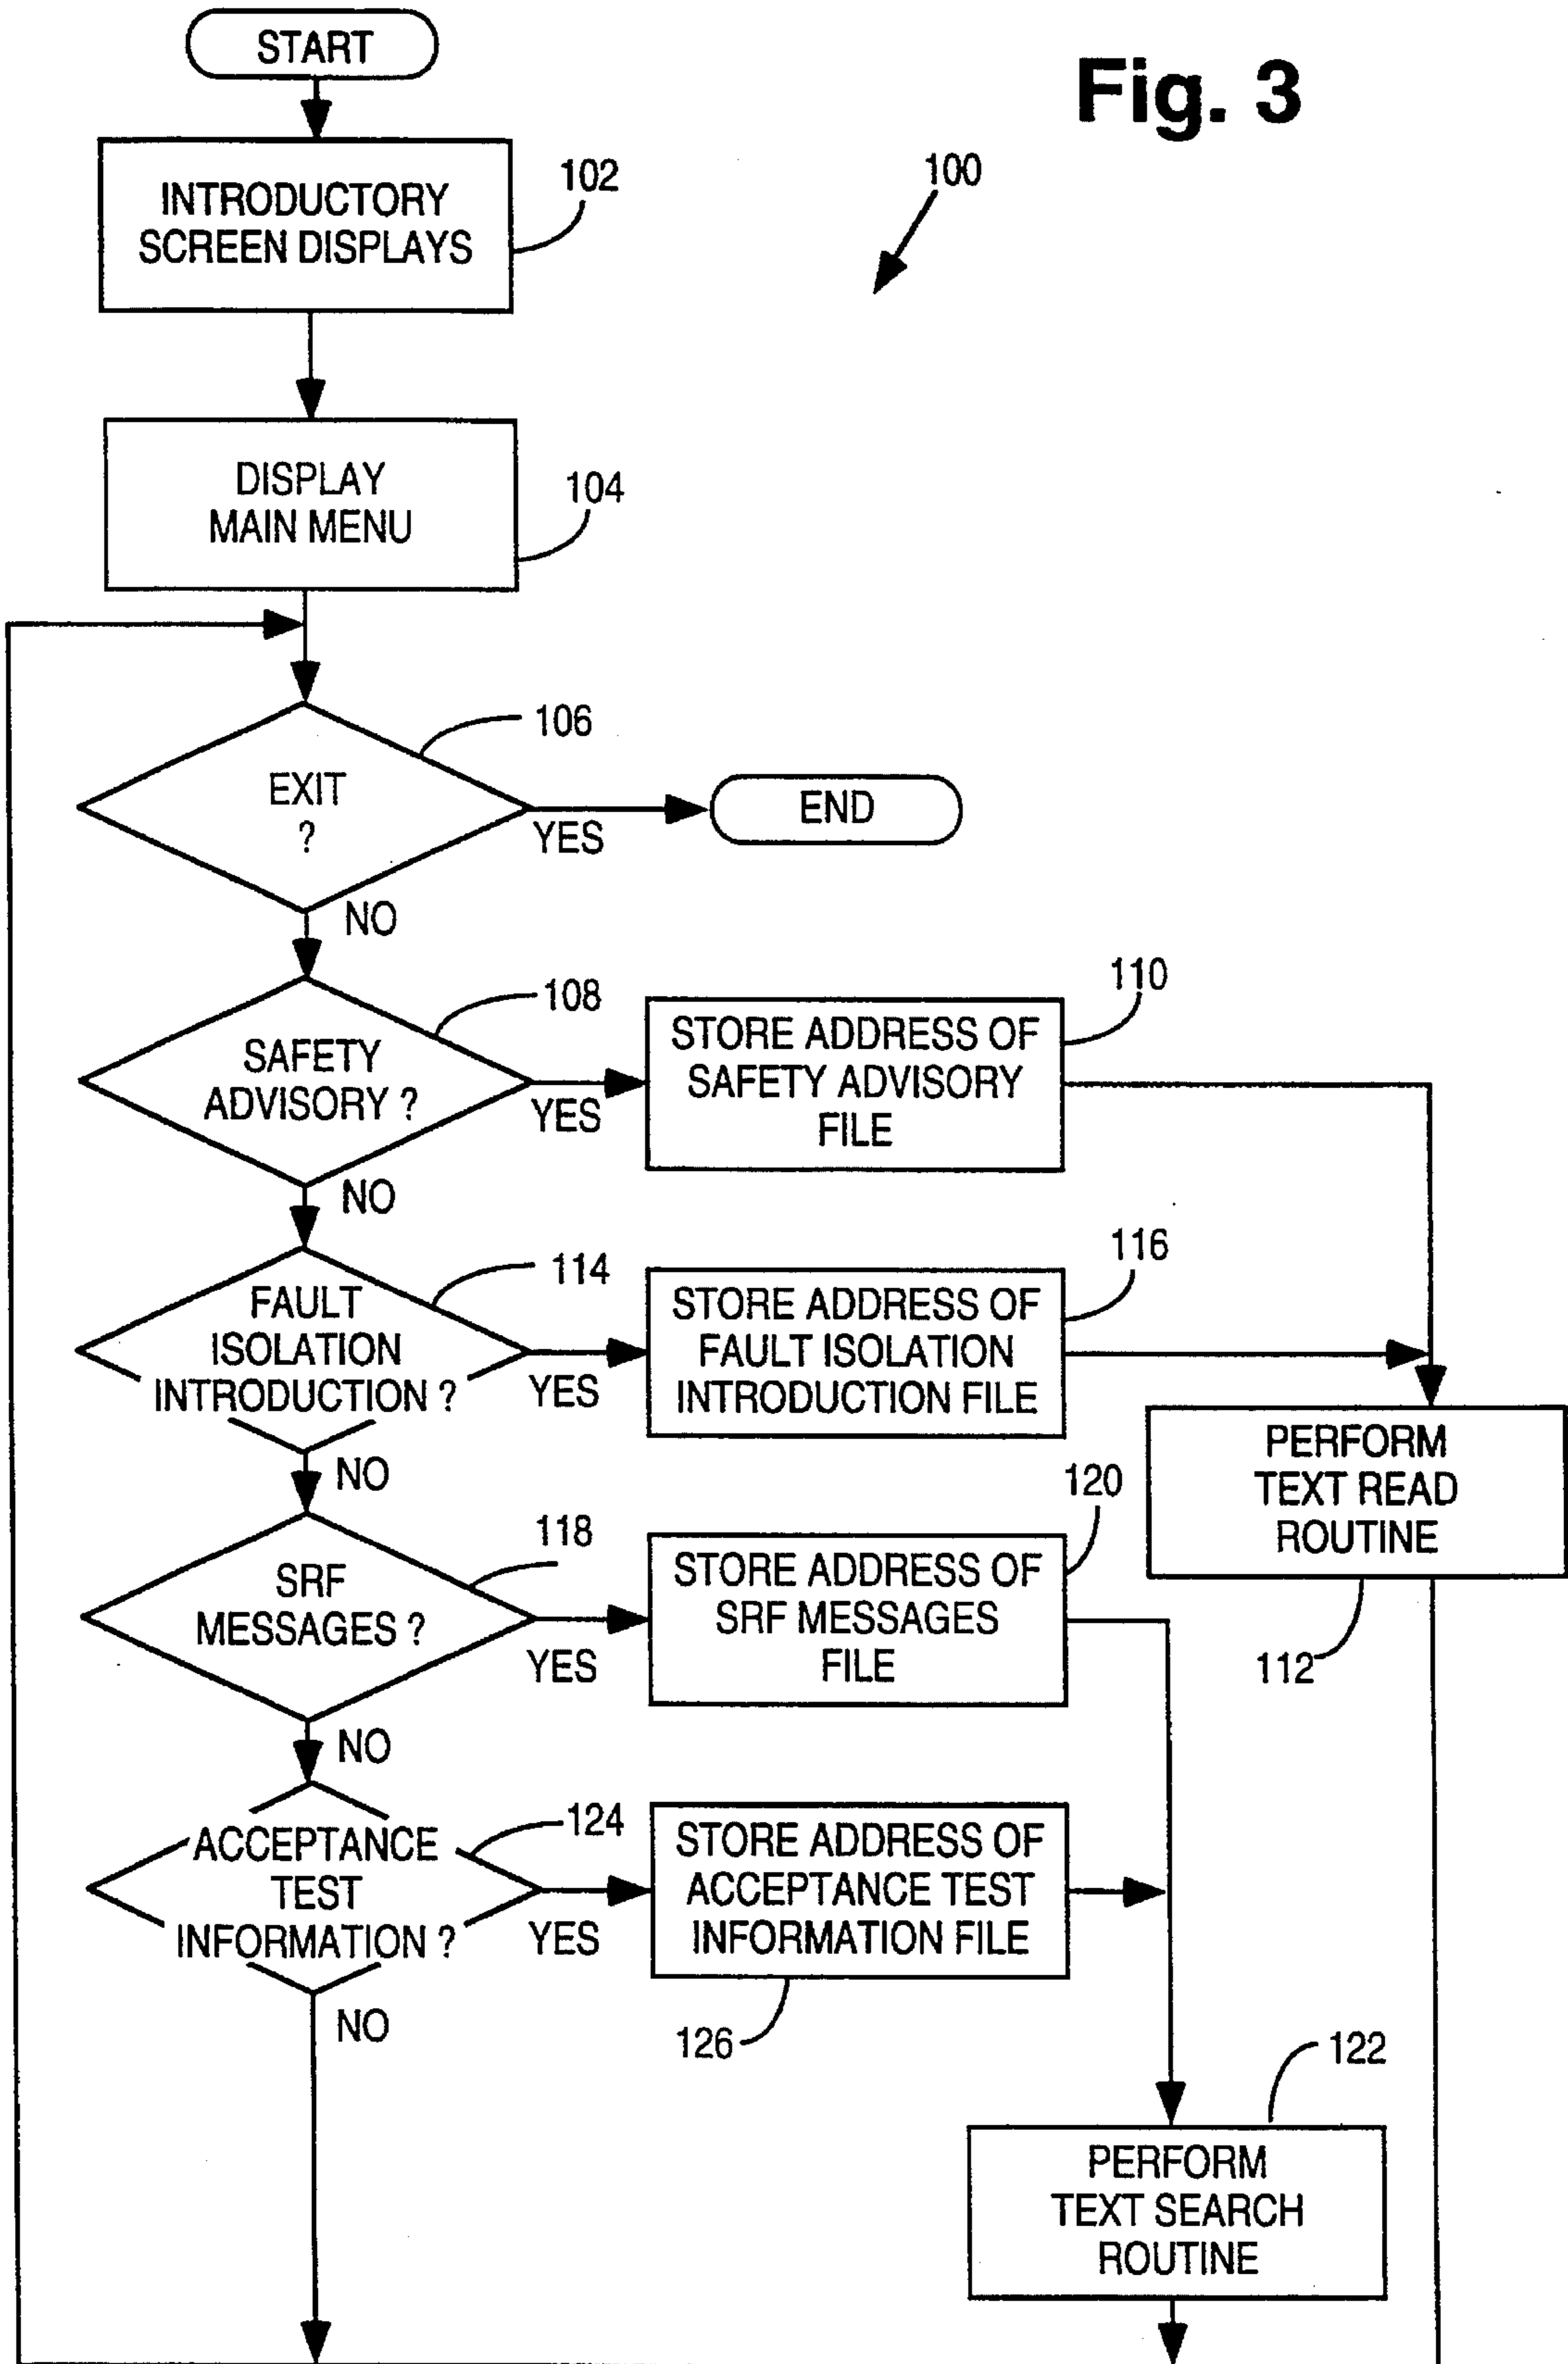 START
Fig. 3
INTRODUCTORY
SCREEN DISPLAYS
102
100
DISPLAY
MAIN MENU
104
EXIT
?
106
YES
END
NO
SAFETY
ADVISORY ?
108
YES
STORE ADDRESS OF
SAFETY ADVISORY
FILE
110
NO
FAULT
ISOLATION
INTRODUCTION ?
114
YES
STORE ADDRESS OF
FAULT ISOLATION
INTRODUCTION FILE
116
PERFORM
TEXT READ
ROUTINE
112
NO
SRF
MESSAGES ?
118
YES
STORE ADDRESS OF
SRF MESSAGES
FILE
120
NO
ACCEPTANCE
TEST
INFORMATION ?
124
YES
STORE ADDRESS OF
ACCEPTANCE TEST
INFORMATION FILE
126
NO
122
PERFORM
TEXT SEARCH
ROUTINE